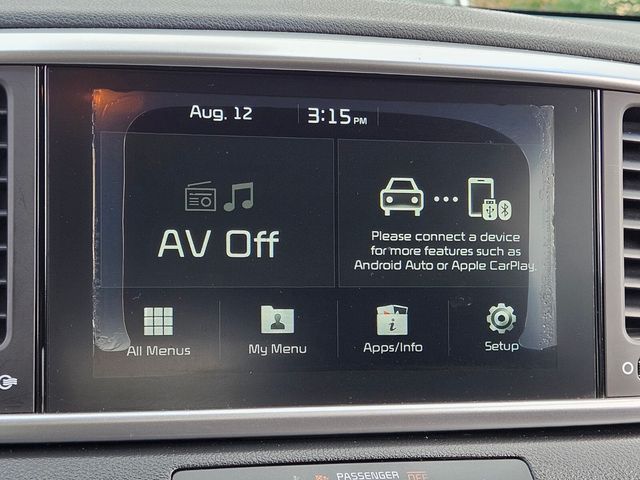 Aug. 12 3:15 PM
AV Off
Please connect a device
for more features such as
Android Auto or Apple CarPlay.
All Menus My Menu Apps/Info Setup
PASSENGER OFF